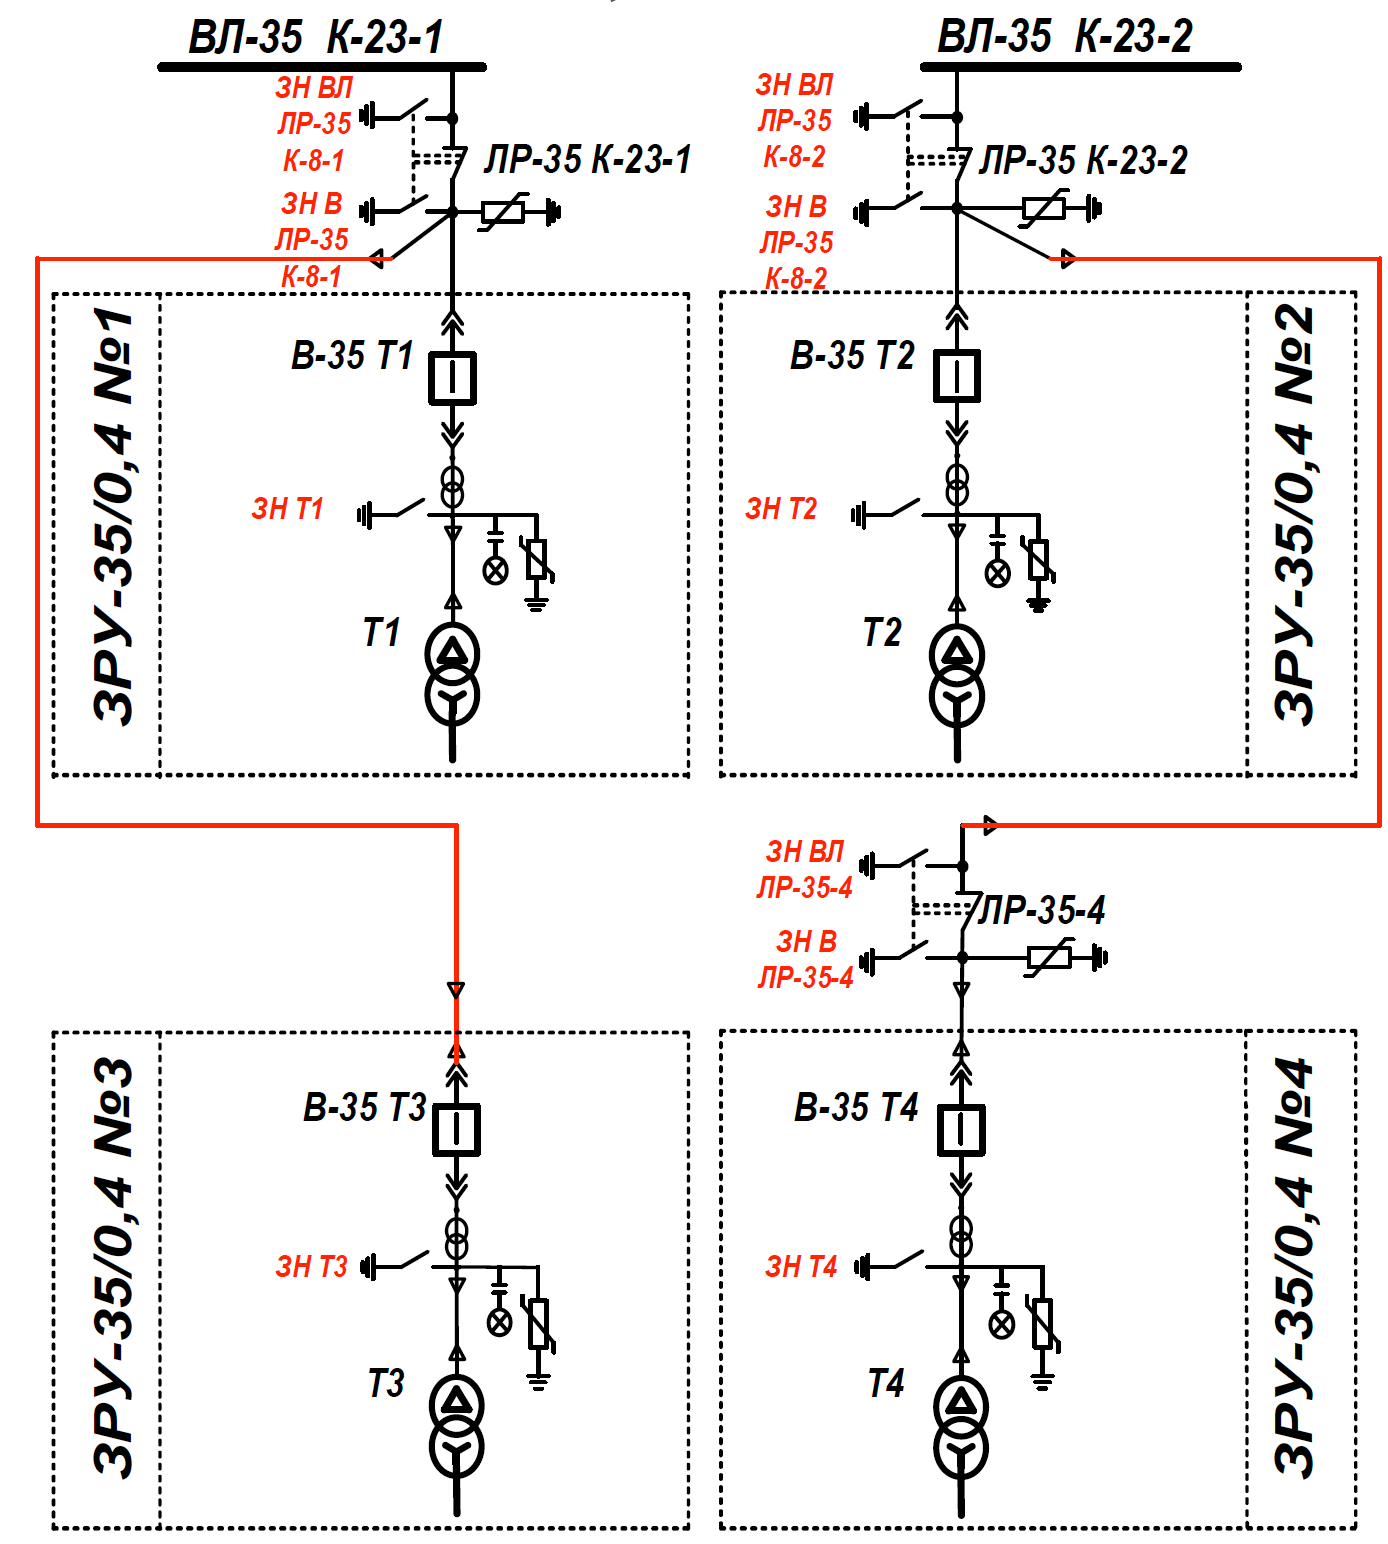 ВЛ-35 К-23-1
ВЛ-35 К-23-2
ЗН ВЛ
ЛР-35
К-8-1
ЛР-35 К-23-1
ЗН В
ЛР-35
К-8-1
ЗН ВЛ
ЛР-35
К-8-2
ЛР-35 К-23-2
ЗН В
ЛР-35
К-8-2
ЗРУ-35/0,4 №1
В-35 Т1
ЗН Т1
Т1
В-35 Т2
ЗН Т2
Т2
ЗРУ-35/0,4 №2
ЗН ВЛ
ЛР-35-4
ЛР-35-4
ЗН В
ЛР-35-4
ЗРУ-35/0,4 №3
В-35 Т3
ЗН Т3
Т3
В-35 Т4
ЗН Т4
Т4
ЗРУ-35/0,4 №4